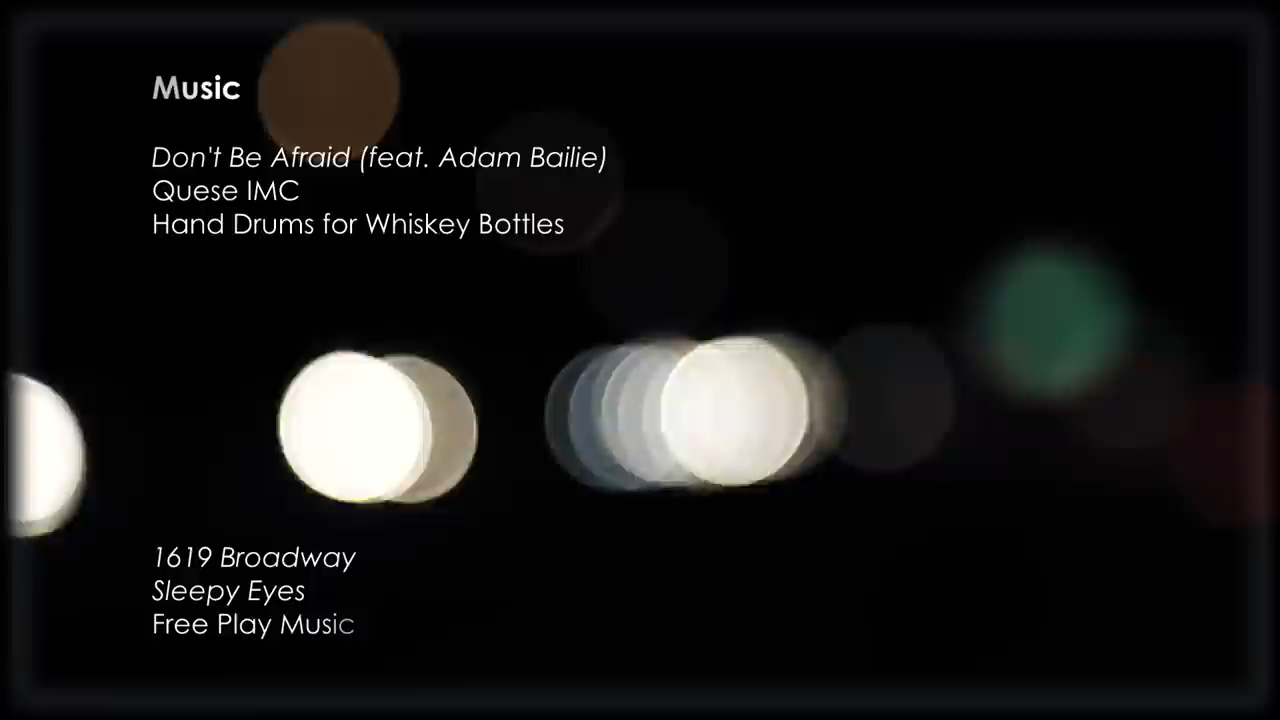 Music
Don't Be Afraid (feat. Adam Bailie)
Quese IMC
Hand Drums for Whiskey Bottles
1619 Broadway
Sleepy Eyes
Free Play Music